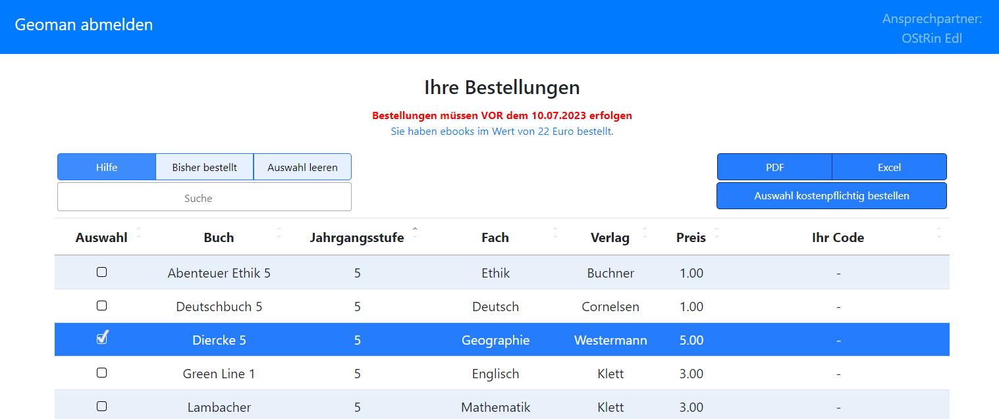 Geoman abmelden
Ansprechpartner:
OStRin Edl
Ihre Bestellungen
Bestellungen müssen VOR dem 10.07.2023 erfolgen
Sie haben ebooks im Wert von 22 Euro bestellt.
Hilfe Bisher bestellt Auswahl leeren PDF Excel
Suche Auswahl kostenpflichtig bestellen
Auswahl Buch Jahrgangsstufe Fach Verlag Preis Ihr Code
Abenteuer Ethik 5 5 Ethik Buchner 1.00 -
Deutschbuch 5 5 Deutsch Cornelsen 1.00 -
Diercke 5 5 Geographie Westermann 5.00 -
Green Line 1 5 Englisch Klett 3.00 -
Lambacher 5 Mathematik Klett 3.00 -